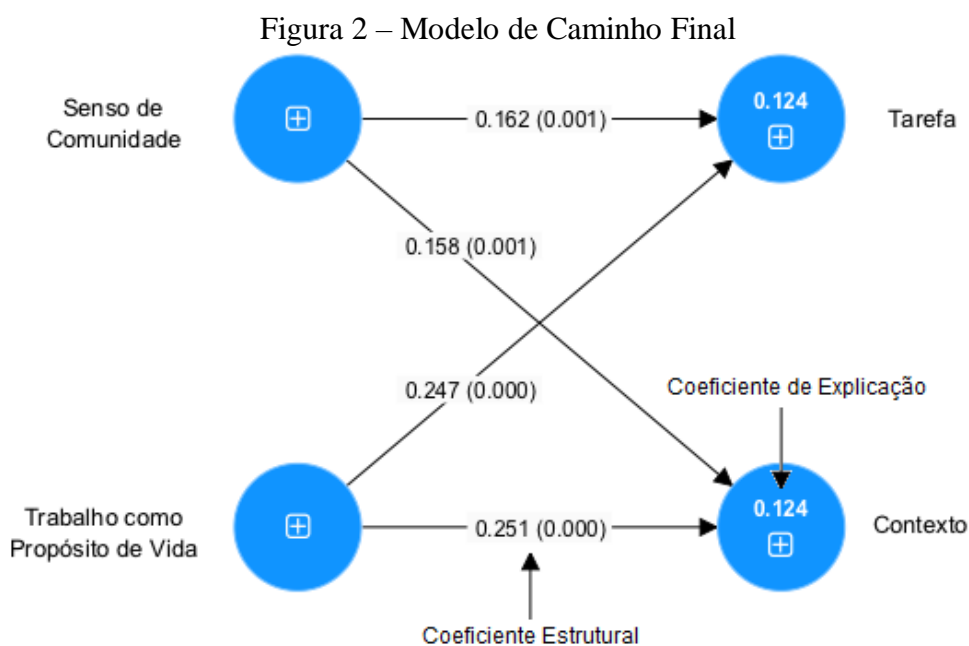 Figura 2 – Modelo de Caminho Final
Senso de
Comunidade
0.162 (0.001)
0.124
Tarefa
0.158 (0.001)
0.247 (0.000)
Coeficiente de Explicação
Trabalho como
Propósito de Vida
0.251 (0.000)
0.124
Contexto
Coeficiente Estrutural